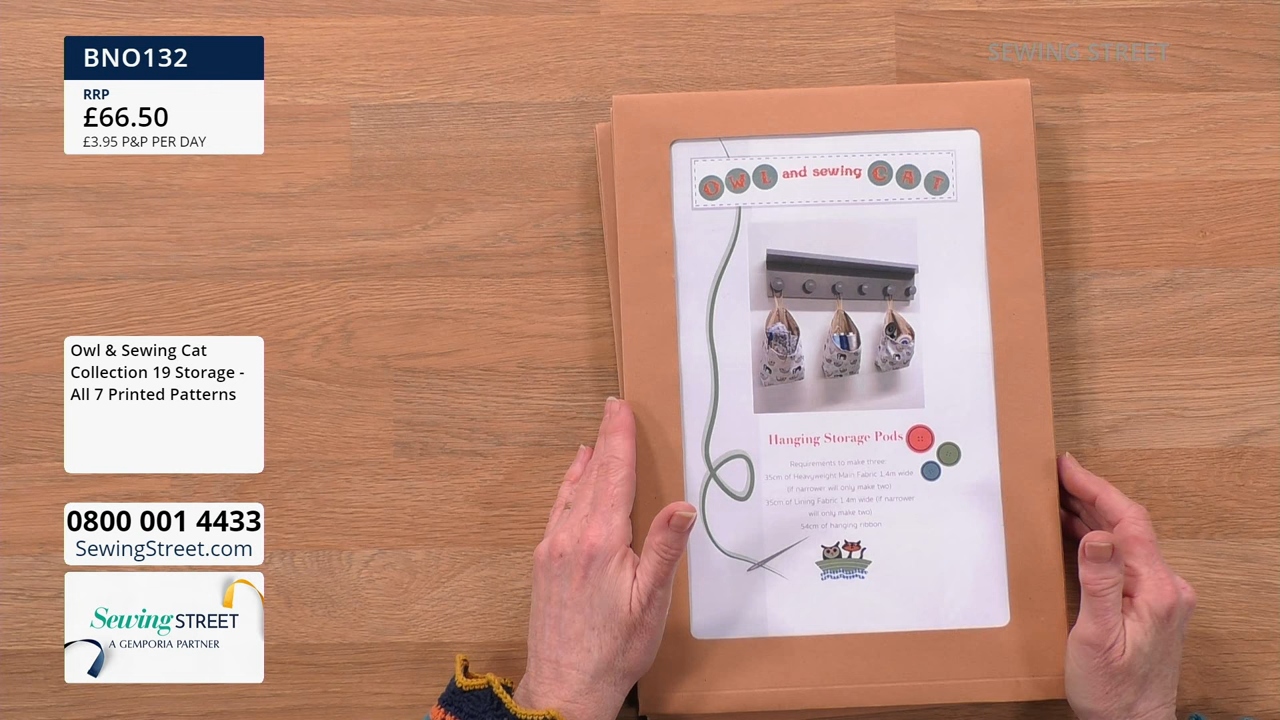 BNO132
RRP
£66.50
£3.95 P&P PER DAY
SEWING STREET
OWL and sewing CAT
Owl & Sewing Cat
Collection 19 Storage -
All 7 Printed Patterns
Hanging Storage Pods
Requirements to make three:
35cm of Heavyweight Main Fabric 1.4m wide
(if narrower will only make two)
35cm of Lining Fabric 1.4m wide (if narrower
will only make two)
54cm of hanging ribbon
0800 001 4433
SewingStreet.com
Sewing STREET
A GEMPORIA PARTNER